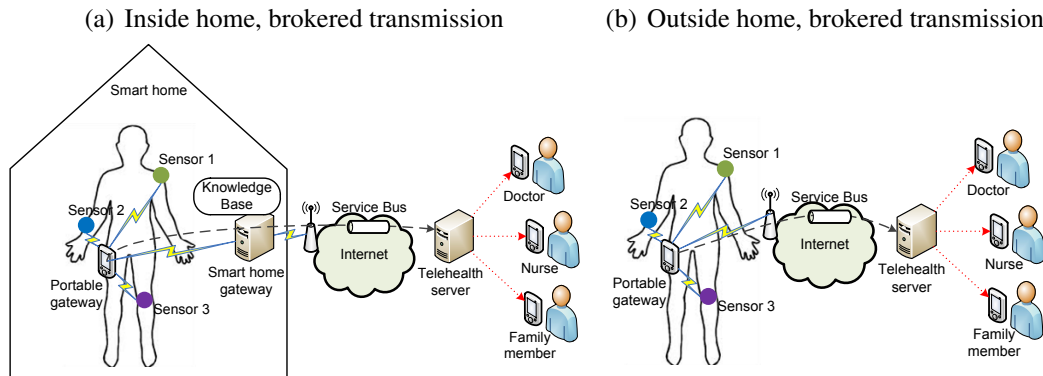 (a) Inside home, brokered transmission
Smart home
Sensor 1
Knowledge
Base
Sensor 2
Service Bus
Internet
Portable
gateway
Smart home
gateway
Sensor 3
Telehealth
server
Doctor
Nurse
Family
member
(b) Outside home, brokered transmission
Sensor 1
Sensor 2
Service Bus
Internet
Portable
gateway
Sensor 3
Telehealth
server
Doctor
Nurse
Family
member